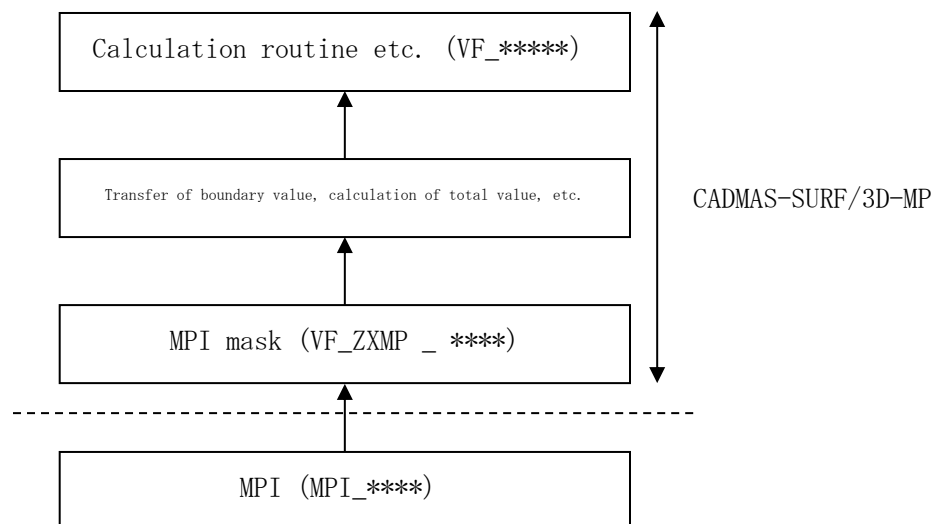 Calculation routine etc. (VF_*****)
Transfer of boundary value, calculation of total value, etc.
CADMAS-SURF/3D-MP
MPI mask (VF_ZXMP _ ****)
MPI (MPI_****)